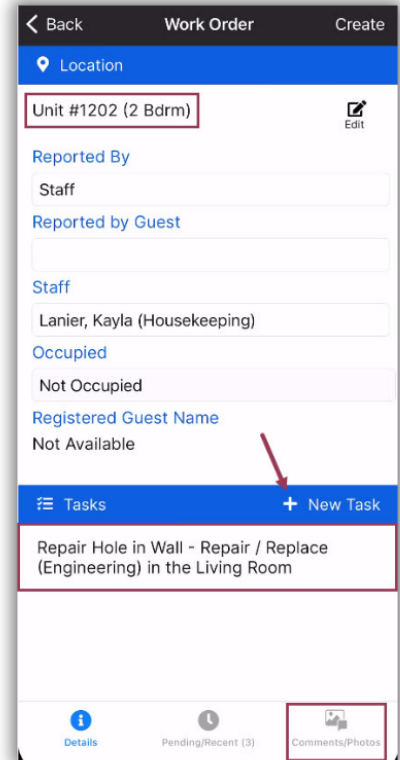 Back Work Order Create
Location
Unit #1202 (2 Bdrm)
Edit
Reported By
Staff
Reported by Guest
Staff
Lanier, Kayla (Housekeeping)
Occupied
Not Occupied
Registered Guest Name
Not Available
Tasks + New Task
Repair Hole in Wall - Repair / Replace
(Engineering) in the Living Room
Details Pending/Recent (3) Comments/Photos